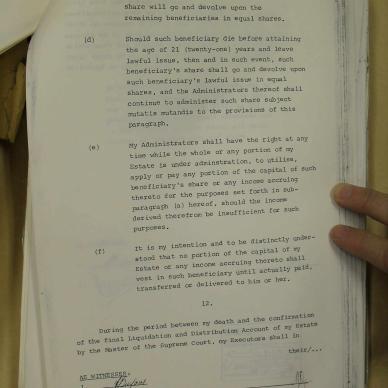 share will go and devolve upon the
remaining beneficiaries in equal shares.
(d) Should such beneficiary die before attaining
the age of 21 (twenty-one) years and leave
lawful issue, then and in such event, such
beneficiary's share shall go and devolve upon
such beneficiary's lawful issue in equal
shares, and the Administrators thereof shall
continue to administer such share subject
mutatis mutandis to the provisions of this
paragraph.
(e) My Administrators shall have the right at any
time while the whole or any portion of my
Estate is under adminstration, to utilise,
apply or pay any portion of the capital of such
beneficiary's share or any income accruing
thereto for the purposes set forth in sub-
paragraph (a) hereof, should the income
derived therefrom be insufficient for such
purposes.
(f) It is my intention and to be distinctly under-
stood that no portion of the capital of my
Estate or any income accruing thereto shall
vest in such beneficiary until actually paid,
transferred or delivered to him or her.
12.
During the period between my death and the confirmation
of the final Liquidation and Distribution Account of my Estate
by the Master of the Supreme Court, my Executors shall in
their/...
AS WITNESSES:
1.